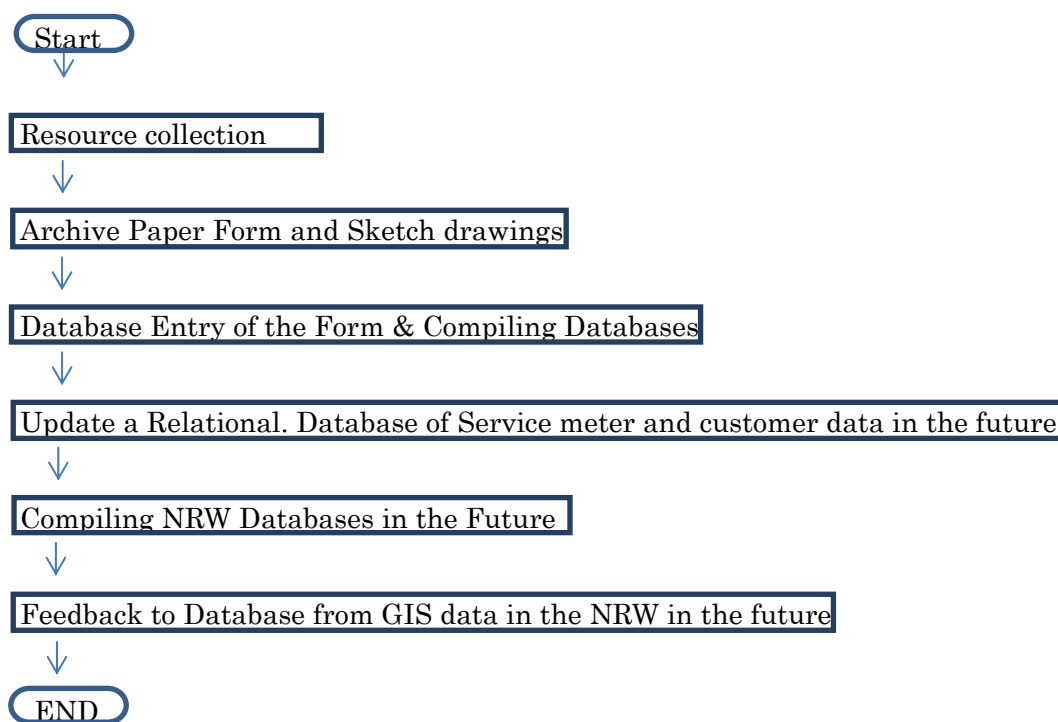 Start
Resource collection
Archive Paper Form and Sketch drawings
Database Entry of the Form & Compiling Databases
Update a Relational. Database of Service meter and customer data in the future
Compiling NRW Databases in the Future
Feedback to Database from GIS data in the NRW in the future
END